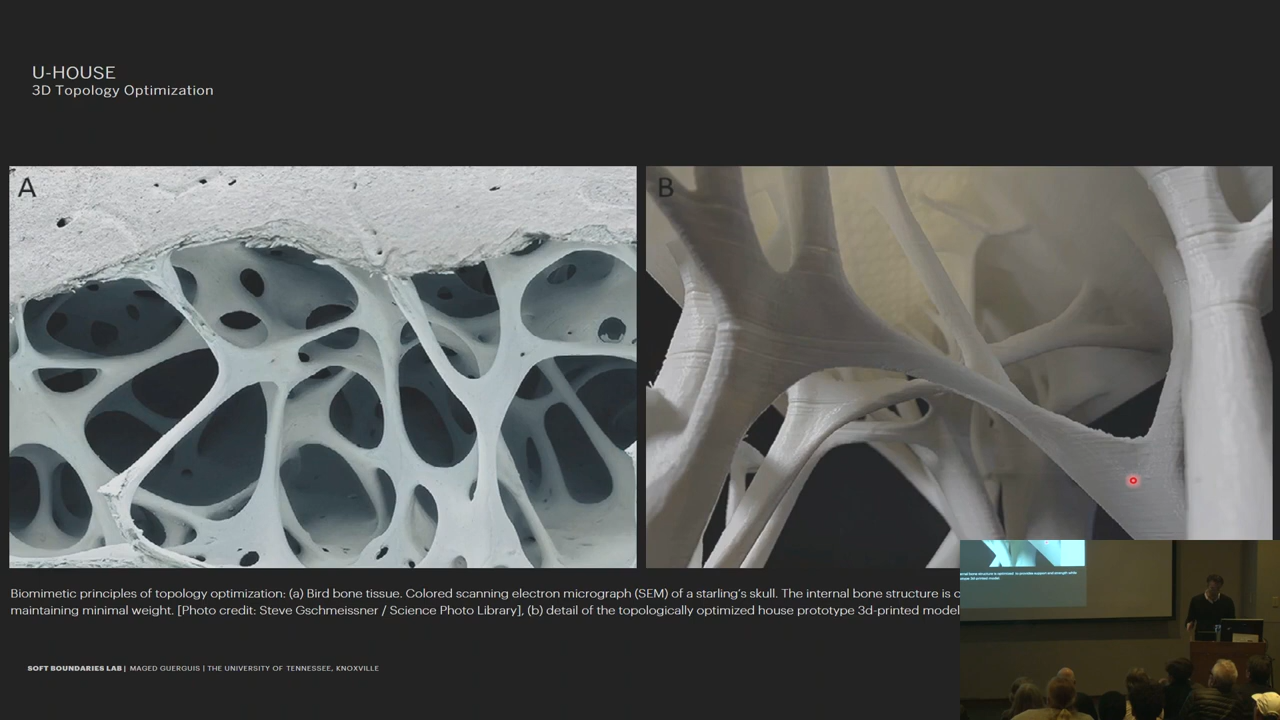 U-HOUSE
3D Topology Optimization
A
B
Biomimetic principles of topology optimization: (a) Bird bone tissue. Colored scanning electron micrograph (SEM) of a starling's skull. The internal bone structure is
maintaining minimal weight. [Photo credit: Steve Gschmeissner / Science Photo Library], (b) detail of the topologically optimized house prototype 3d-printed model
SOFT BOUNDARIES LAB | MAGED GUERGUIS | THE UNIVERSITY OF TENNESSEE, KNOXVILLE